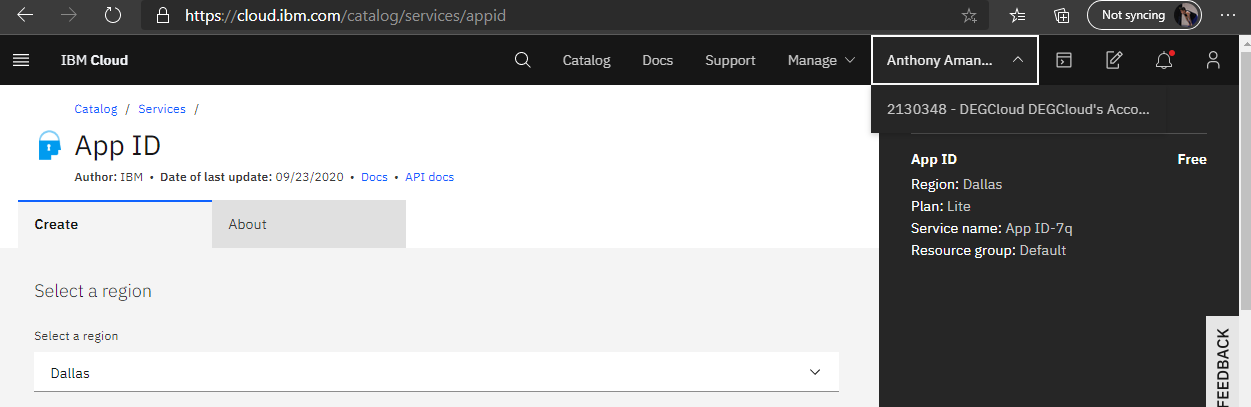 https://cloud.ibm.com/catalog/services/appid
Not syncing
IBM Cloud
Catalog
Docs
Support
Manage
Anthony Aman...
2130348 - DEGCloud DEGCloud's Acco...
Catalog / Services /
App ID
Author: IBM • Date of last update: 09/23/2020 • Docs • API docs
Create
About
Select a region
Select a region
Dallas
App ID
Free
Region: Dallas
Plan: Lite
Service name: App ID-7q
Resource group: Default
FEEDBACK